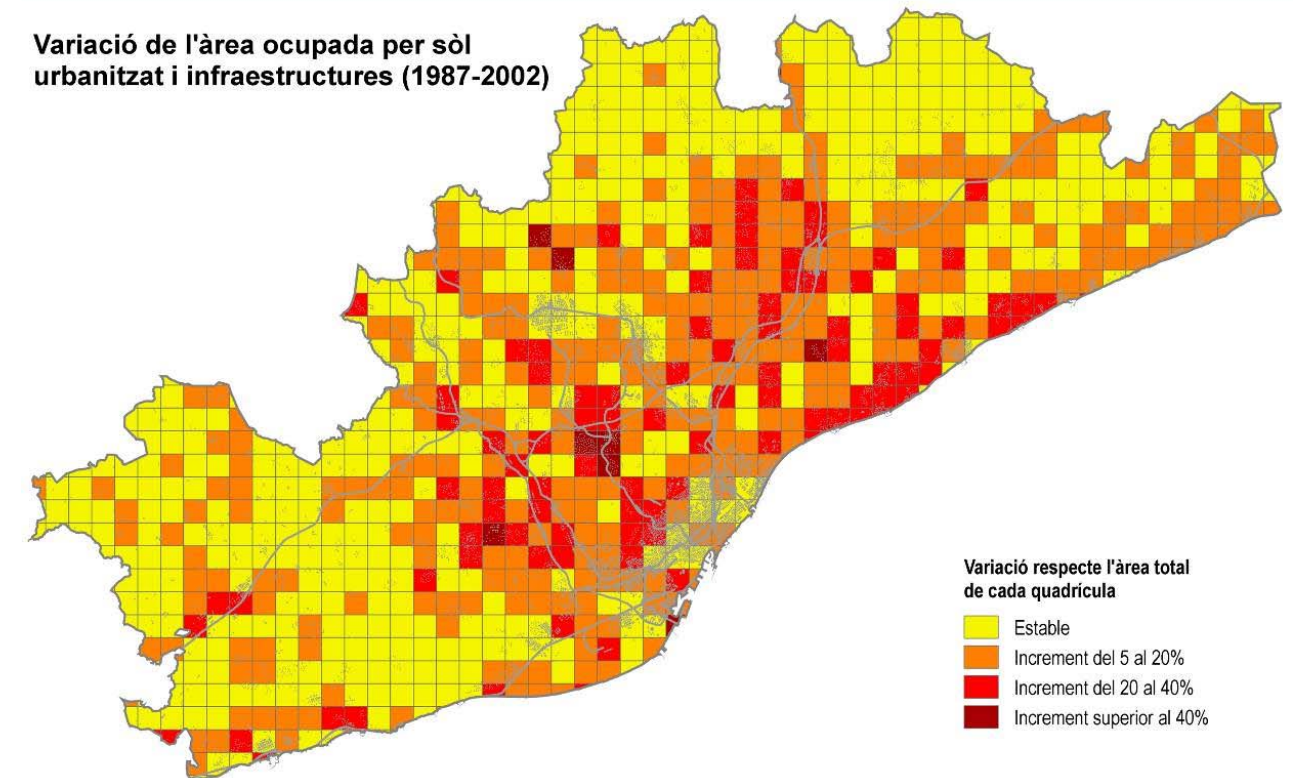 Variació de l'àrea ocupada per sòl
urbanitzat i infraestructures (1987-2002)
Variació respecte l'àrea total
de cada quadrícula
Estable
Increment del 5 al 20%
Increment del 20 al 40%
Increment superior al 40%